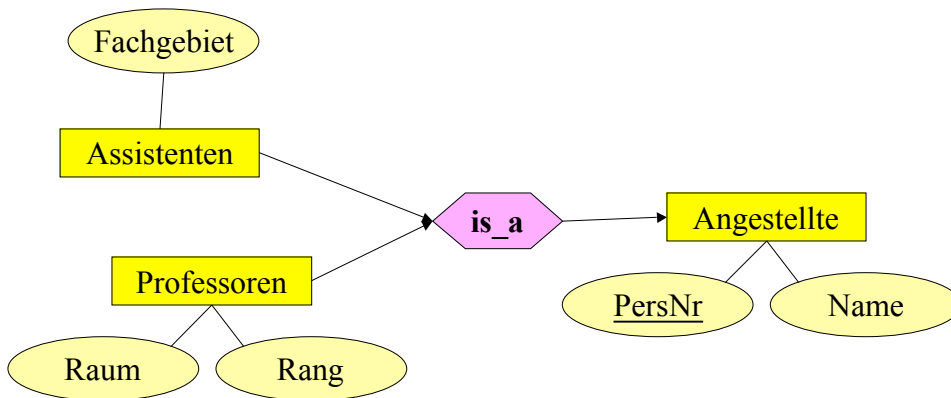 Fachgebiet
Assistenten
is_a
Angestellte
Professoren
PersNr
Name
Raum
Rang